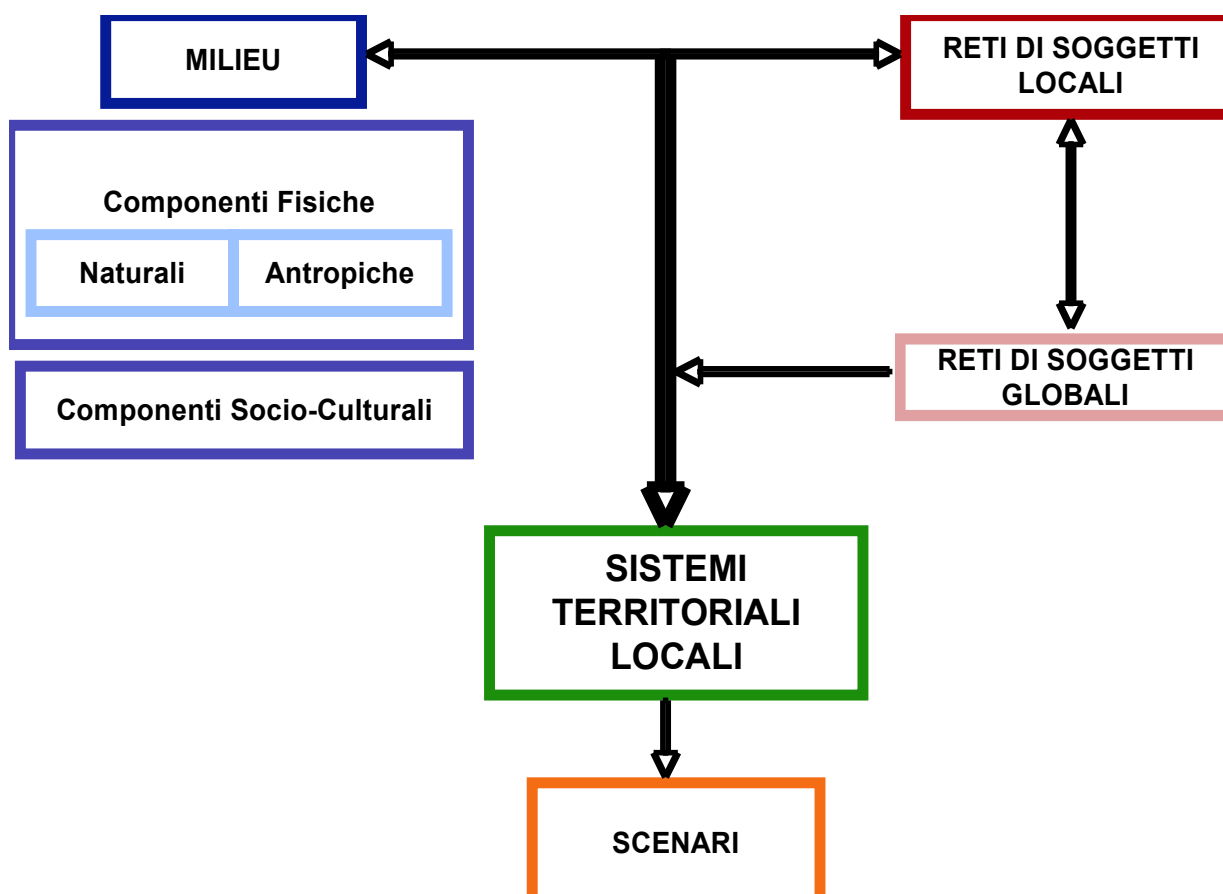 MILIEU
RETI DI SOGGETTI
LOCALI
Componenti Fisiche
Naturali
Antropiche
Componenti Socio-Culturali
RETI DI SOGGETTI
GLOBALI
SISTEMI
TERRITORIALI
LOCALI
SCENARI